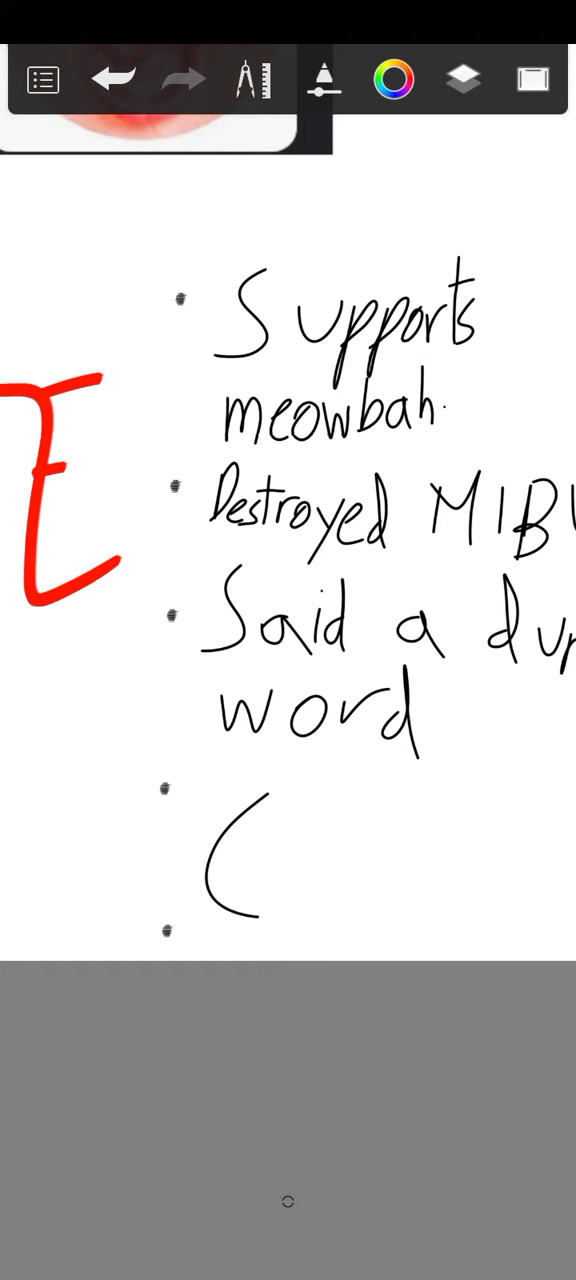 E
• Supports
meowbah.
• Destroyed MIB
• Said a
word
• (
•